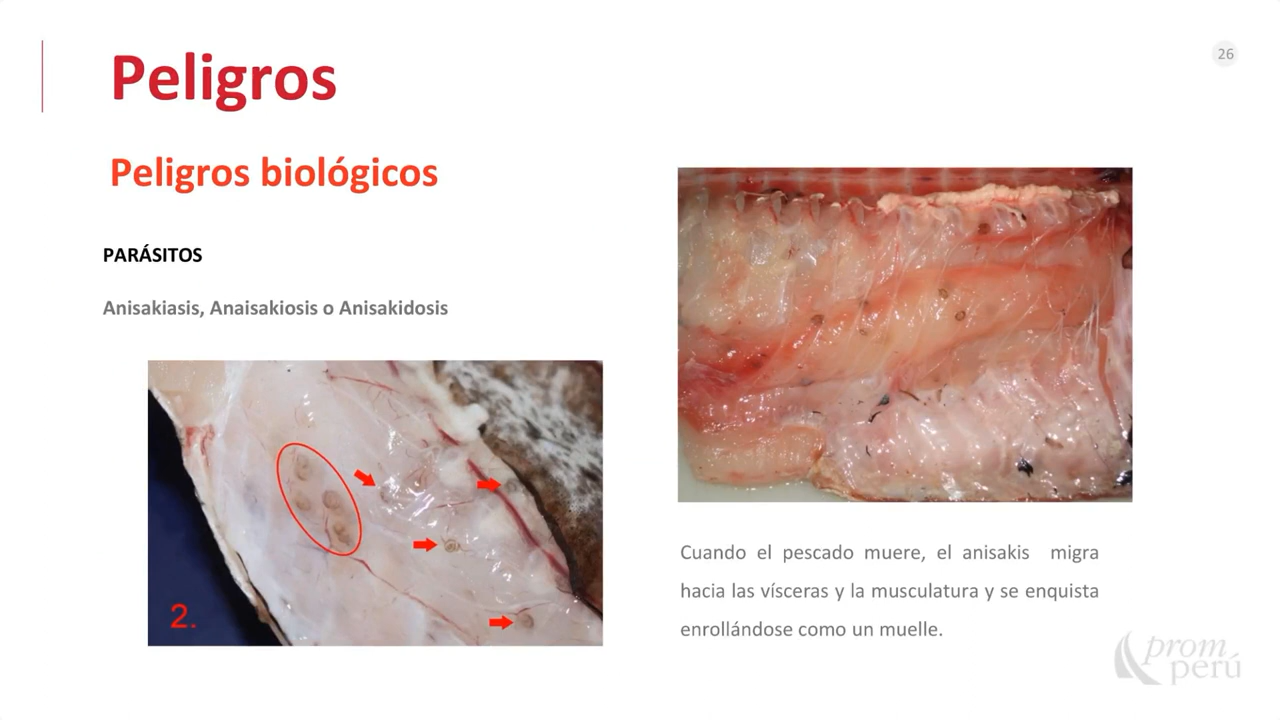 Peligros
26
Peligros biológicos
PARÁSITOS
Anisakiasis, Anaisakiosis o Anisakidosis
2.
Cuando el pescado muere, el anisakis migra
hacia las vísceras y la musculatura y se enquista
enrollándose como un muelle.
prom
perú